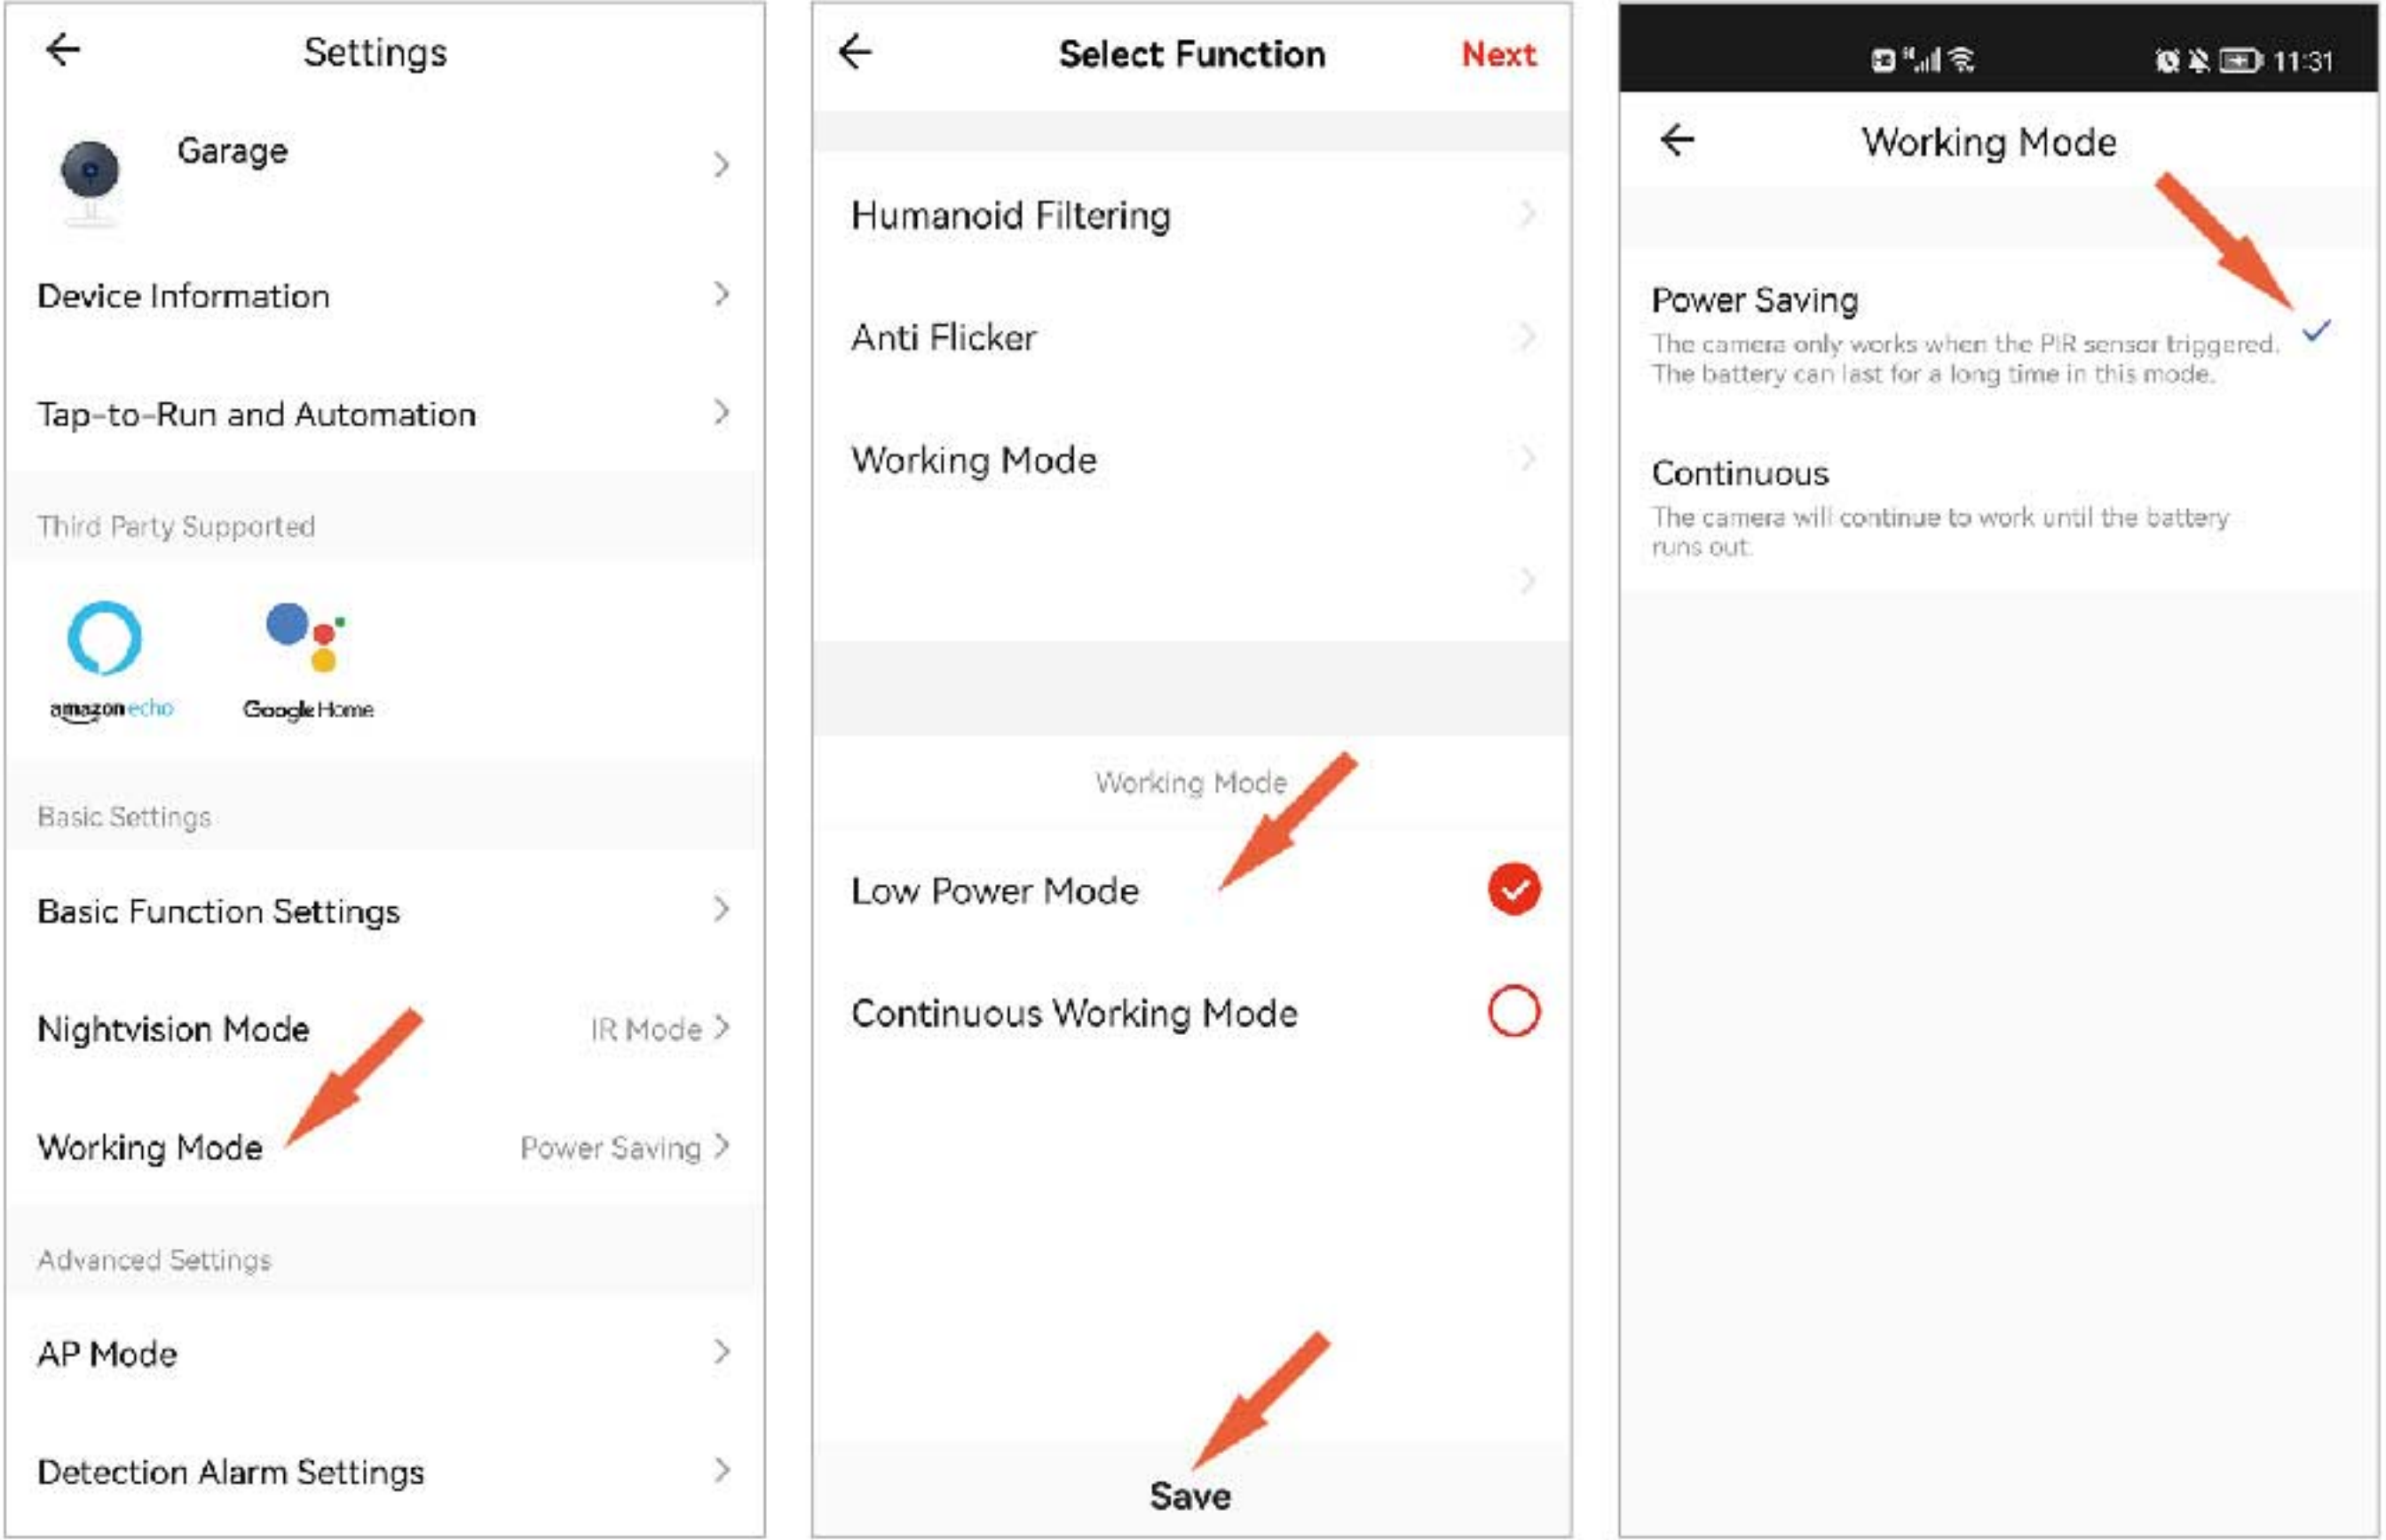 Settings
Garage
Device Information
Tap-to-Run and Automation
Third Party Supported
amazon echo
Google Home
Basic Settings
Basic Function Settings
Nightvision Mode IR Mode
Working Mode Power Saving
Advanced Settings
AP Mode
Detection Alarm Settings
Select Function Next
Humanoid Filtering
Anti Flicker
Working Mode
Working Mode
Low Power Mode
Continuous Working Mode
Save
11:31
Working Mode
Power Saving
The camera only works when the PIR sensor triggered.
The battery can last for a long time in this mode.
Continuous
The camera will continue to work until the battery
runs out.